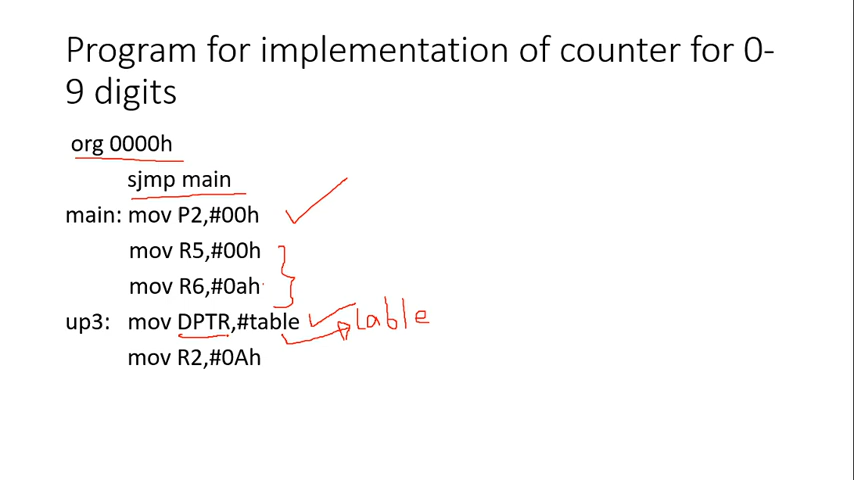 Program for implementation of counter for 0-
9 digits
org 0000h
sjmp main
main: mov P2,#00h
mov R5,#00h
mov R6,#0ah
up3: mov DPTR,#table Lable
mov R2,#0Ah